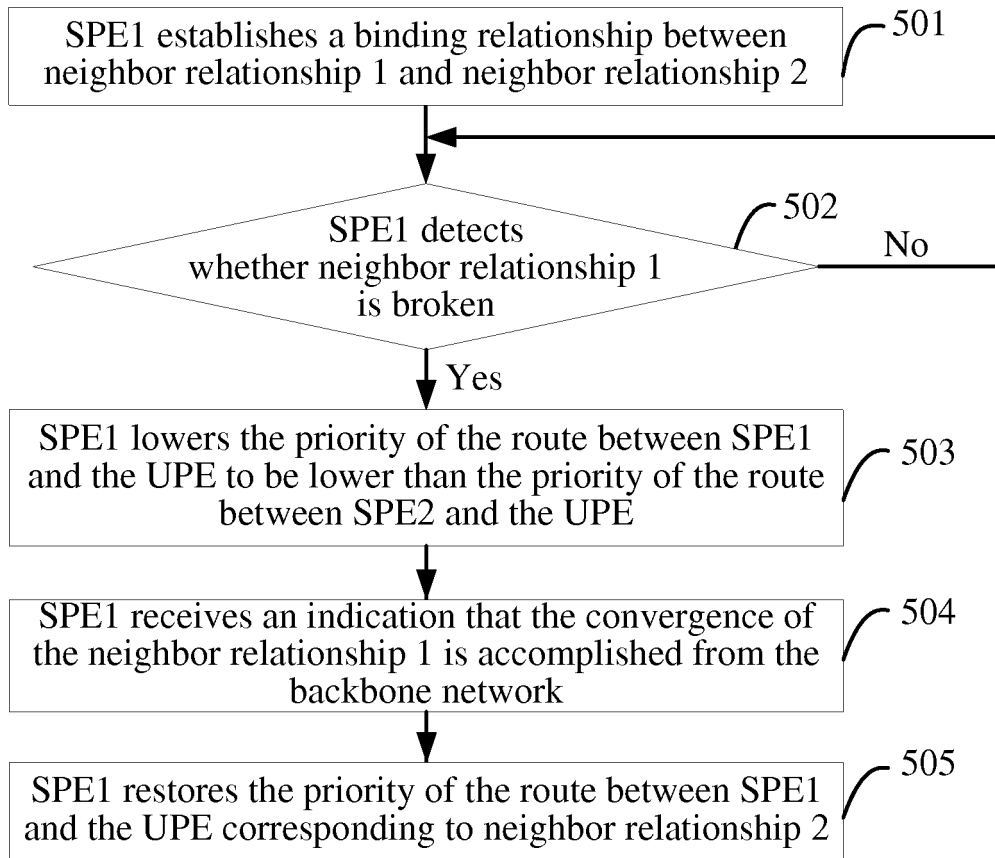 SPE1 establishes a binding relationship between
neighbor relationship 1 and neighbor relationship 2
501
SPE1 detects
whether neighbor relationship 1
is broken
502
No
Yes
SPE1 lowers the priority of the route between SPE1
and the UPE to be lower than the priority of the route
between SPE2 and the UPE
503
SPE1 receives an indication that the convergence of
the neighbor relationship 1 is accomplished from the
backbone network
504
SPE1 restores the priority of the route between SPE1
and the UPE corresponding to neighbor relationship 2
505